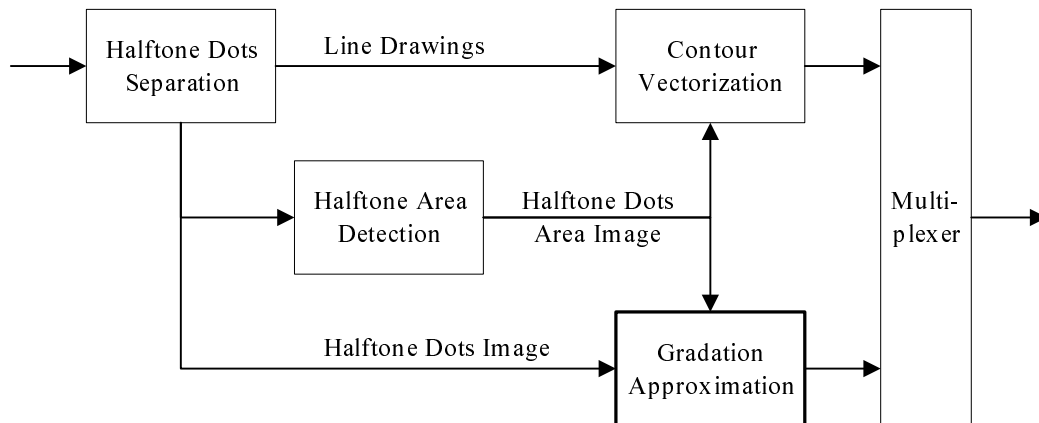 Halftone Dots
Separation
Line Drawings
Contour
Vectorization
Halftone Area
Detection
Halftone Dots
Area Image
Multi-
plexer
Halftone Dots Image
Gradation
Approximation